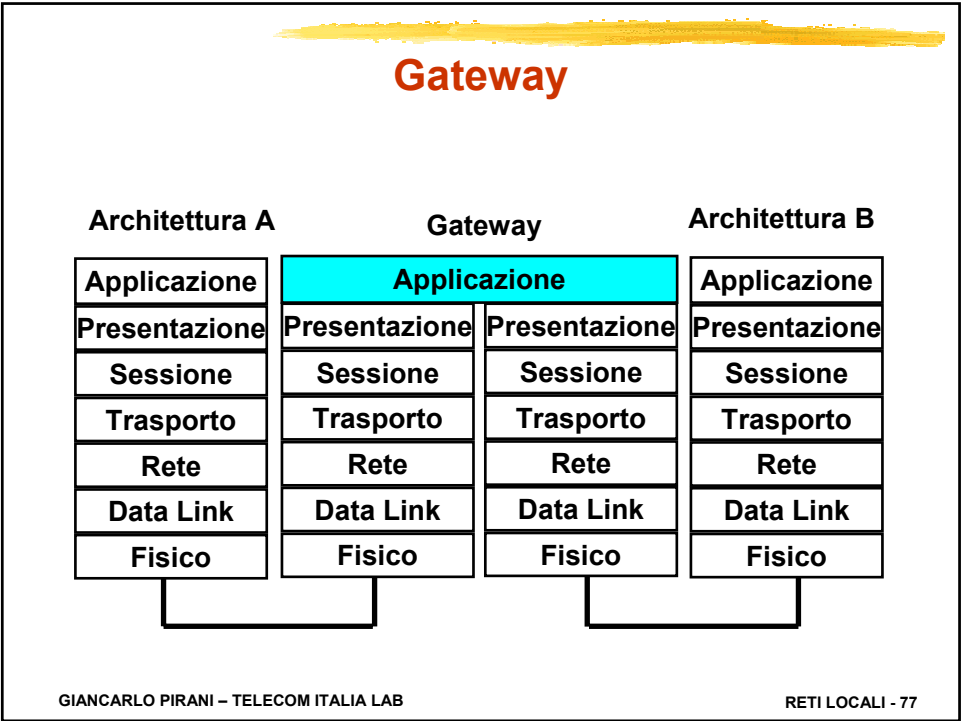 Gateway
Architettura A
Gateway
Architettura B
Applicazione
Applicazione
Applicazione
Presentazione
Presentazione
Presentazione
Presentazione
Sessione
Sessione
Sessione
Sessione
Trasporto
Trasporto
Trasporto
Trasporto
Rete
Rete
Rete
Rete
Data Link
Data Link
Data Link
Data Link
Fisico
Fisico
Fisico
Fisico
GIANCARLO PIRANI – TELECOM ITALIA LAB
RETI LOCALI - 77